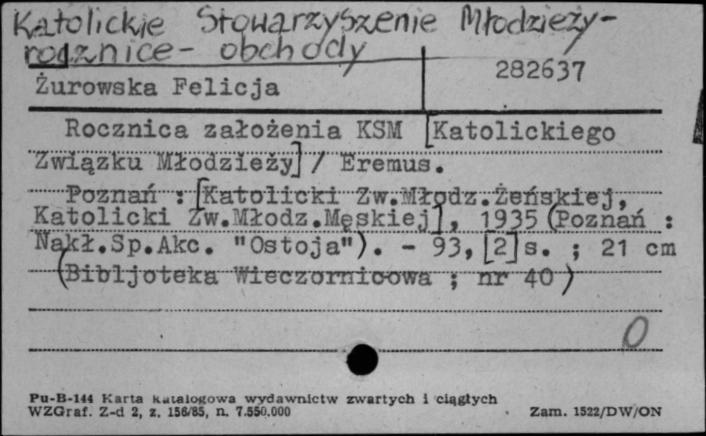 Katolickie Stowarzyszenie Młodzieży-
rocznice - obchody
282637
Żurowska Felicja
Rocznica założenia KSM [Katolickiego
Związku Młodzieży] / Eremus.
Poznań : [Katolicki Zw.Młodz.Żeńskiej,
Katolicki Zw.Młodz.Męskiej], 1935 (Poznań :
Nakł.Sp.Akc. "Ostoja"). - 93, [2] s. ; 21 cm
(Bibljoteka Wieczornicowa ; nr 40)
0
Pu-B-144 Karta katalogowa wydawnictw zwartych i ciągłych
WZGraf. Z-d 2, z. 156/85, n. 7.550.000 Zam. 1522/DW/ON